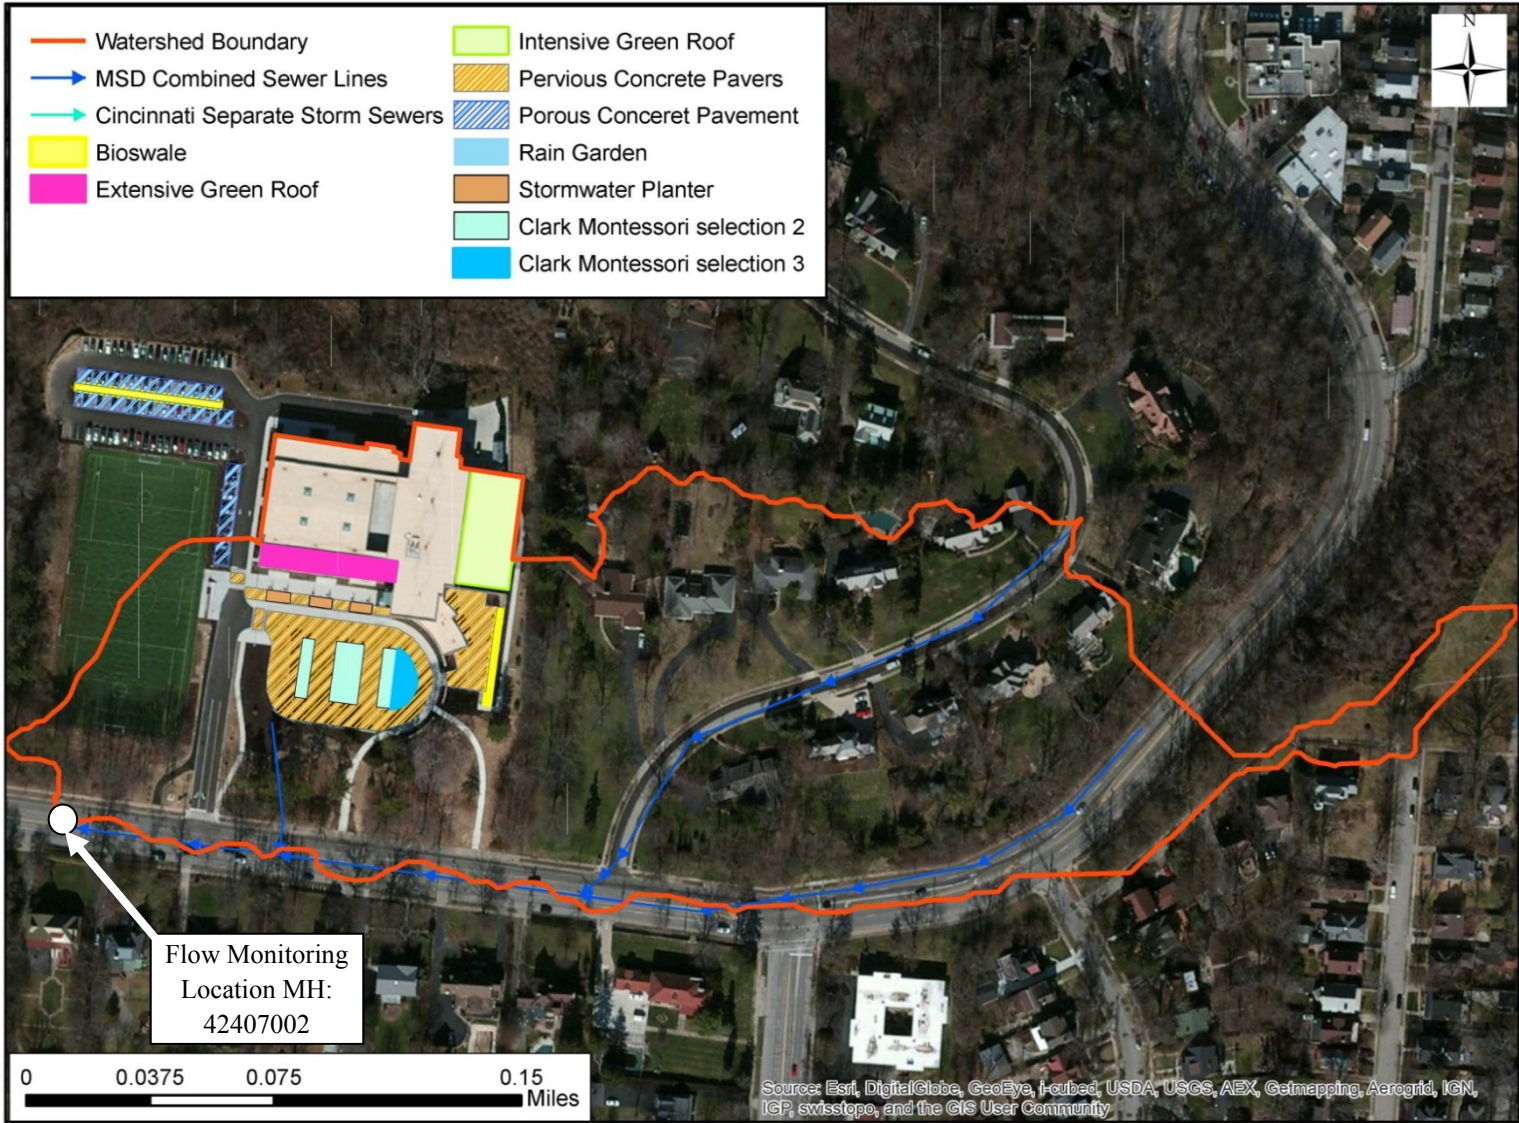 Watershed Boundary
MSD Combined Sewer Lines
Cincinnati Separate Storm Sewers
Bioswale
Extensive Green Roof
Intensive Green Roof
Pervious Concrete Pavers
Porous Conceret Pavement
Rain Garden
Stormwater Planter
Clark Montessori selection 2
Clark Montessori selection 3
N
Flow Monitoring
Location MH:
42407002
0 0.0375 0.075 0.15
Miles
Source: Esri, DigitalGlobe, GeoEye, i-cubed, USDA, USGS, AEX, Getmapping, Aerogrid, IGN,
IGP, swisstopo, and the GIS User Community